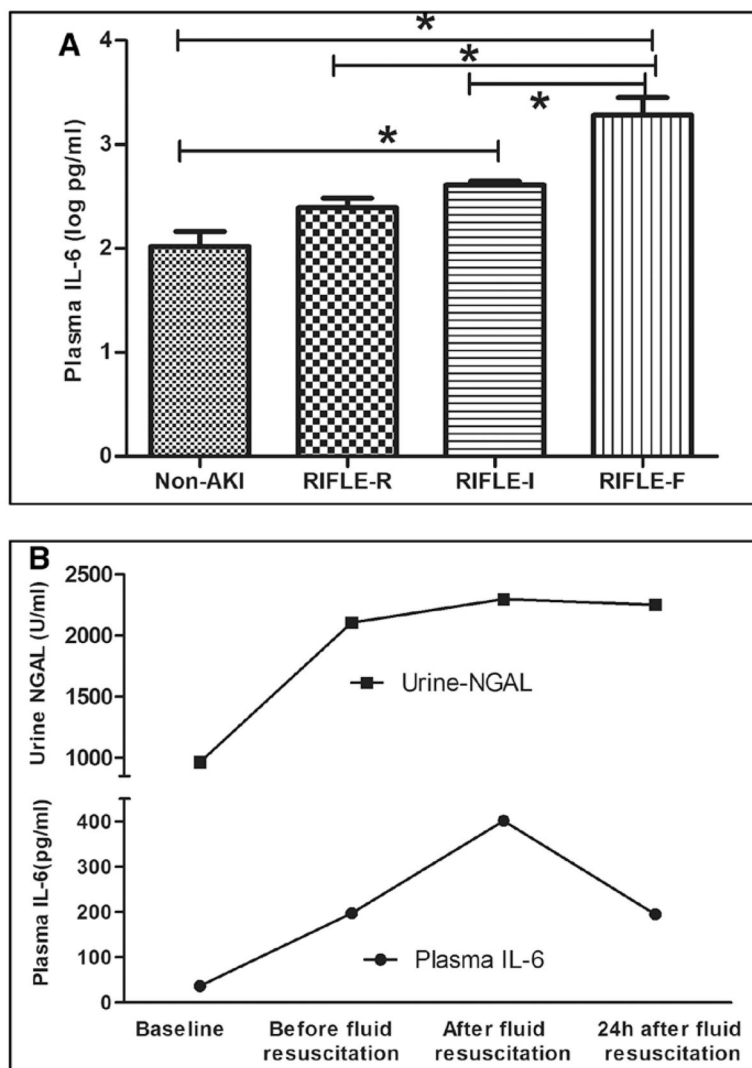 A
*
*
*
*
Plasma IL-6 (log pg/ml)
4
3
2
1
0
Non-AKI RIFLE-R RIFLE-I RIFLE-F
B
Urine NGAL (U/ml)
2500
2000
1500
1000
Urine-NGAL
Plasma IL-6(pg/ml)
400
300
200
100
0
Plasma IL-6
Baseline Before fluid After fluid 24h after fluid
resuscitation resuscitation resuscitation